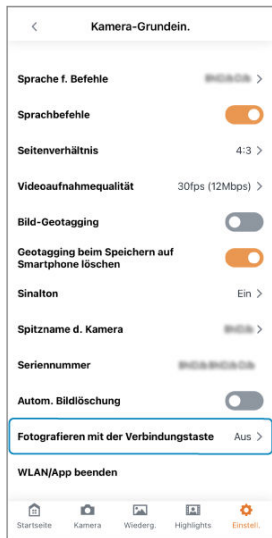 Kamera-Grundein.
Sprache f. Befehle
Sprachbefehle
Seitenverhältnis 4:3
Videoaufnahmequalität 30fps (12Mbps)
Bild-Geotagging
Geotagging beim Speichern auf
Smartphone löschen
Sinalton Ein
Spitzname d. Kamera
Seriennummer
Autom. Bildlöschung
Fotografieren mit der Verbindungstaste Aus
WLAN/App beenden
Startseite Kamera Wiederg. Highlights Einstell.